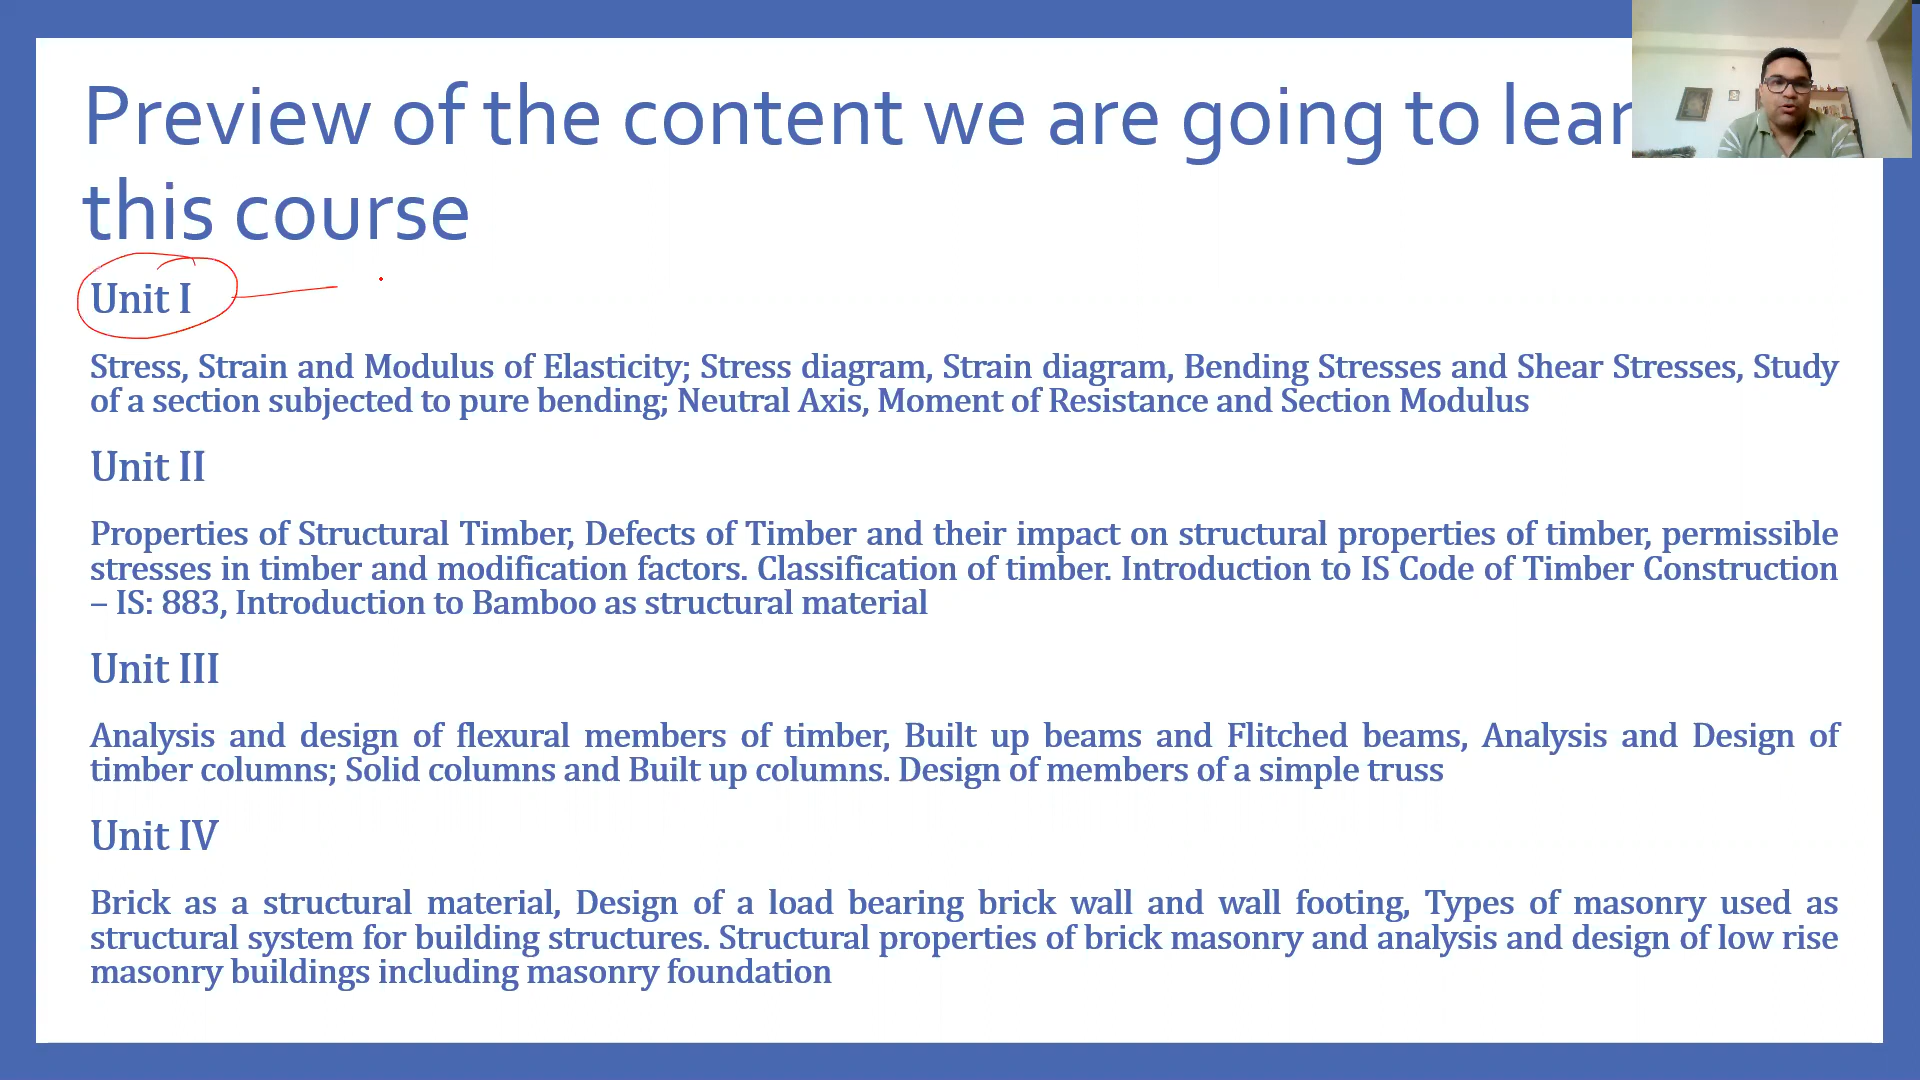 Preview of the content we are going to lear
this course
Unit I
Stress, Strain and Modulus of Elasticity; Stress diagram, Strain diagram, Bending Stresses and Shear Stresses, Study
of a section subjected to pure bending; Neutral Axis, Moment of Resistance and Section Modulus
Unit II
Properties of Structural Timber, Defects of Timber and their impact on structural properties of timber, permissible
stresses in timber and modification factors. Classification of timber. Introduction to IS Code of Timber Construction
– IS: 883, Introduction to Bamboo as structural material
Unit III
Analysis and design of flexural members of timber, Built up beams and Flitched beams, Analysis and Design of
timber columns; Solid columns and Built up columns. Design of members of a simple truss
Unit IV
Brick as a structural material, Design of a load bearing brick wall and wall footing, Types of masonry used as
structural system for building structures. Structural properties of brick masonry and analysis and design of low rise
masonry buildings including masonry foundation